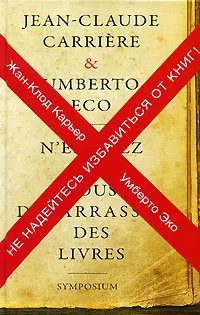 JEAN-CLAUDE
CARRIÈRE
&
UMBERTO
ECO
Жан-Клод Карьер
НЕ НАДЕЙТЕСЬ ИЗБАВИТЬСЯ ОТ КНИГ!
Умберто Эко
DES
LIVRES
SYMPOSIUM